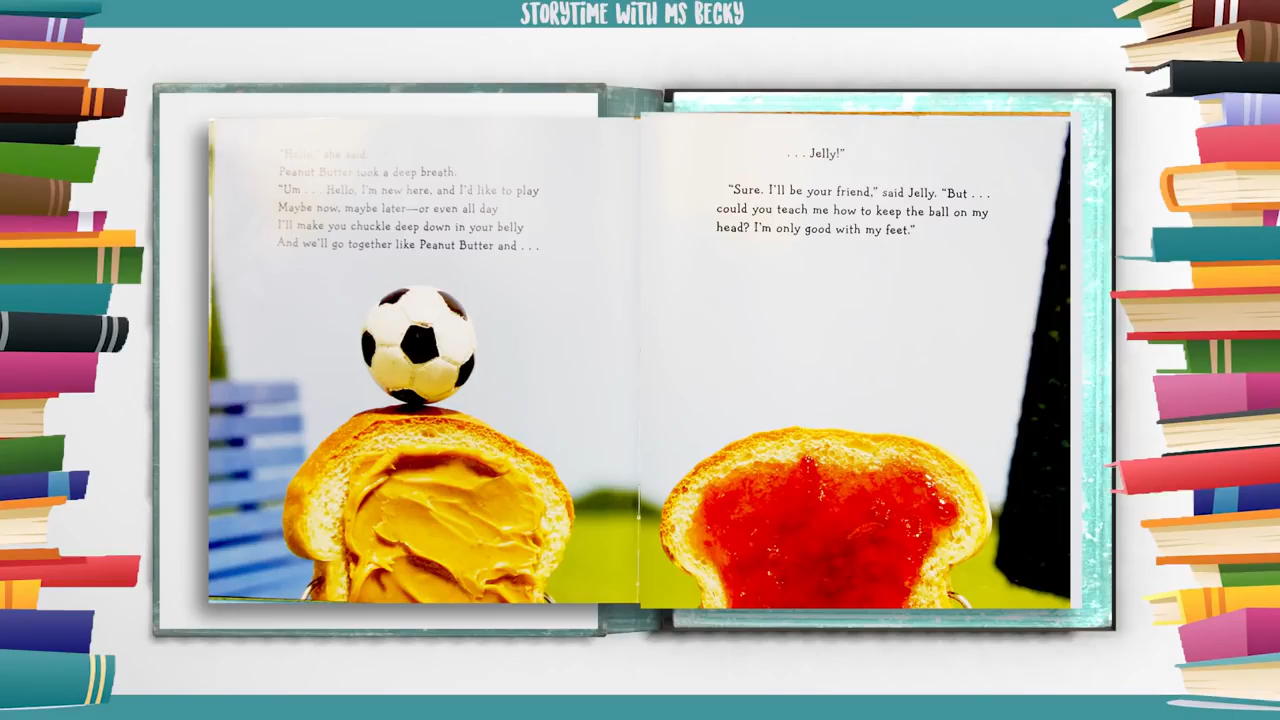 STORYTIME WITH MS BECKY
"Hello," she said.
Peanut Butter took a deep breath.
"Um . . . Hello, I'm new here, and I'd like to play
Maybe now, maybe later—or even all day
I'll make you chuckle deep down in your belly
And we'll go together like Peanut Butter and . . .
. . . Jelly!"
"Sure. I'll be your friend," said Jelly. "But . . .
could you teach me how to keep the ball on my
head? I'm only good with my feet."